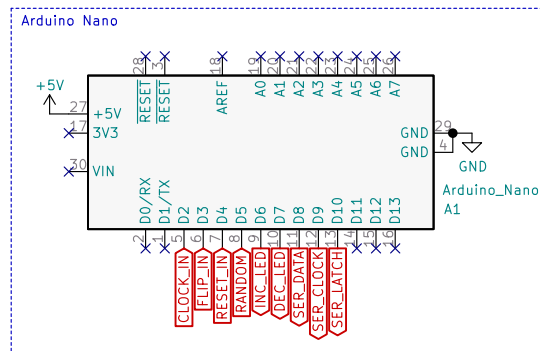 Arduino Nano
28 3 18 19 20 21 22 23 24 25 26
RESET RESET AREF A0 A1 A2 A3 A4 A5 A6 A7
+5V
27 +5V
17 3V3
30 VIN
GND 29
GND 4
GND
Arduino_Nano
A1
D0/RX D1/TX D2 D3 D4 D5 D6 D7 D8 D9 D10 D11 D12 D13
2 1 5 6 7 8 9 10 11 12 13 14 15 16
CLOCK_IN FLIP_IN RESET_IN RANDOM INC_LED DEC_LED SER_DATA SER_CLOCK SER_LATCH